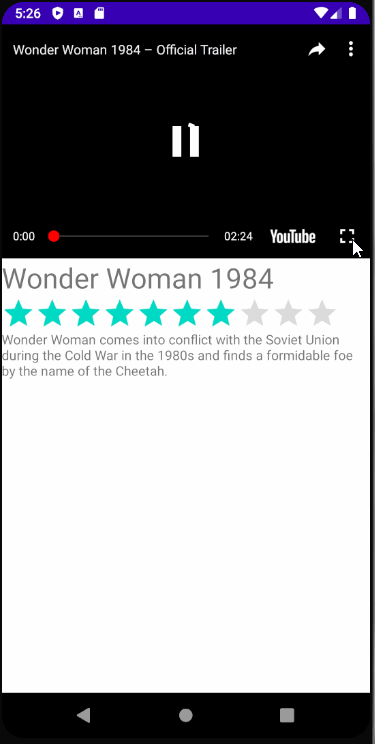 5:26
Wonder Woman 1984 – Official Trailer
0:00 02:24 YouTube
Wonder Woman 1984
Wonder Woman comes into conflict with the Soviet Union
during the Cold War in the 1980s and finds a formidable foe
by the name of the Cheetah.